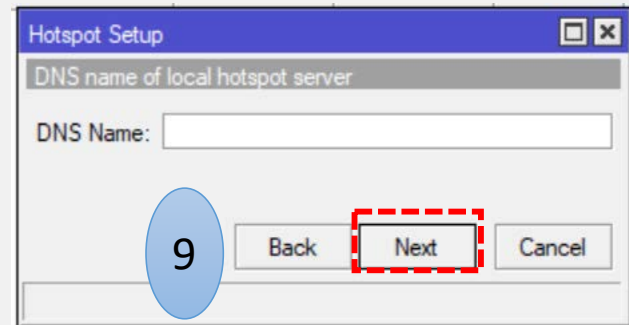 Hotspot Setup
DNS name of local hotspot server
DNS Name:
9
Back Next Cancel